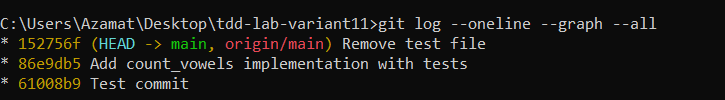 C:\Users\Azamat\Desktop\tdd-lab-variant11>git log --oneline --graph --all
* 152756f (HEAD -> main, origin/main) Remove test file
* 86e9db5 Add count_vowels implementation with tests
* 61008b9 Test commit